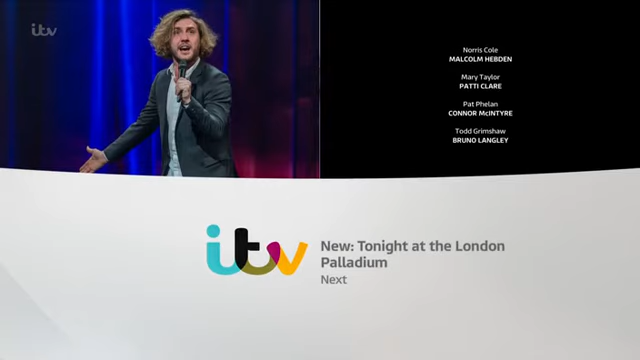 itv
Norris Cole
MALCOLM HEBDEN
Mary Taylor
PATTI CLARE
Pat Phelan
CONNOR McINTYRE
Todd Grimshaw
BRUNO LANGLEY
itv
New: Tonight at the London
Palladium
Next